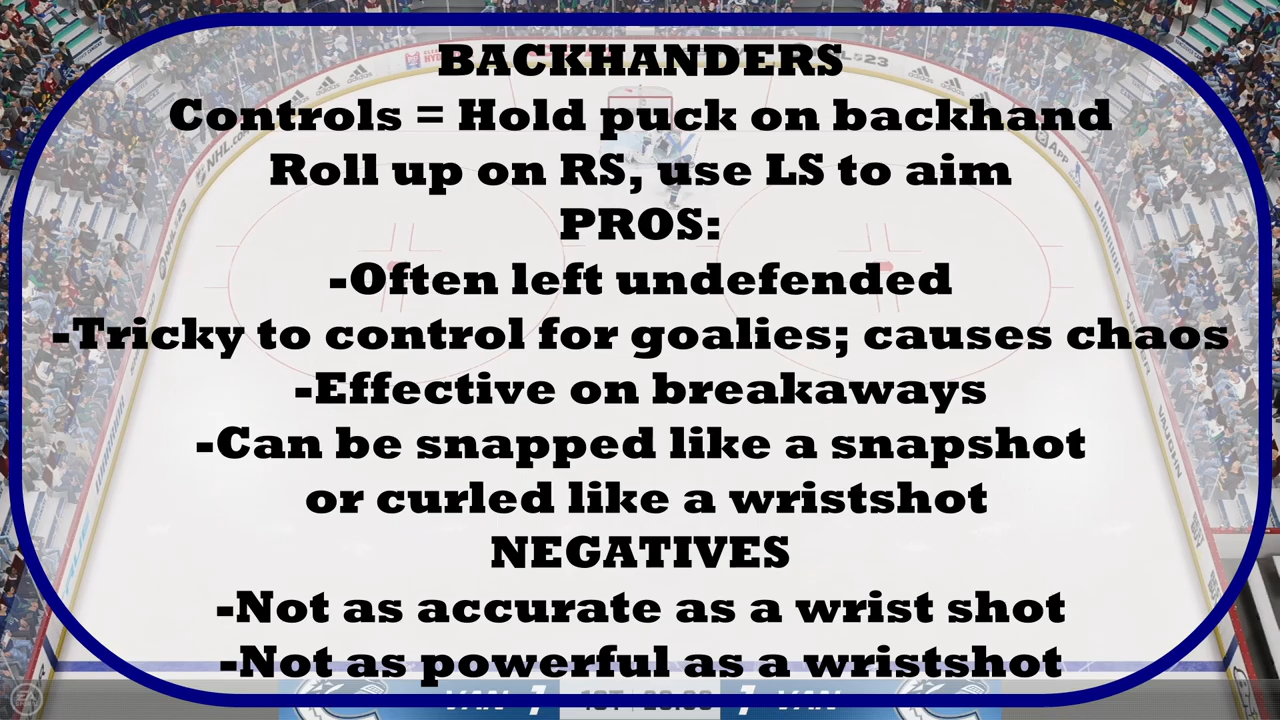 BACKHANDERS
Controls = Hold puck on backhand
Roll up on RS, use LS to aim
PROS:
-Often left undefended
-Tricky to control for goalies; causes chaos
-Effective on breakaways
-Can be snapped like a snapshot
or curled like a wristshot
NEGATIVES
-Not as accurate as a wrist shot
-Not as powerful as a wristshot